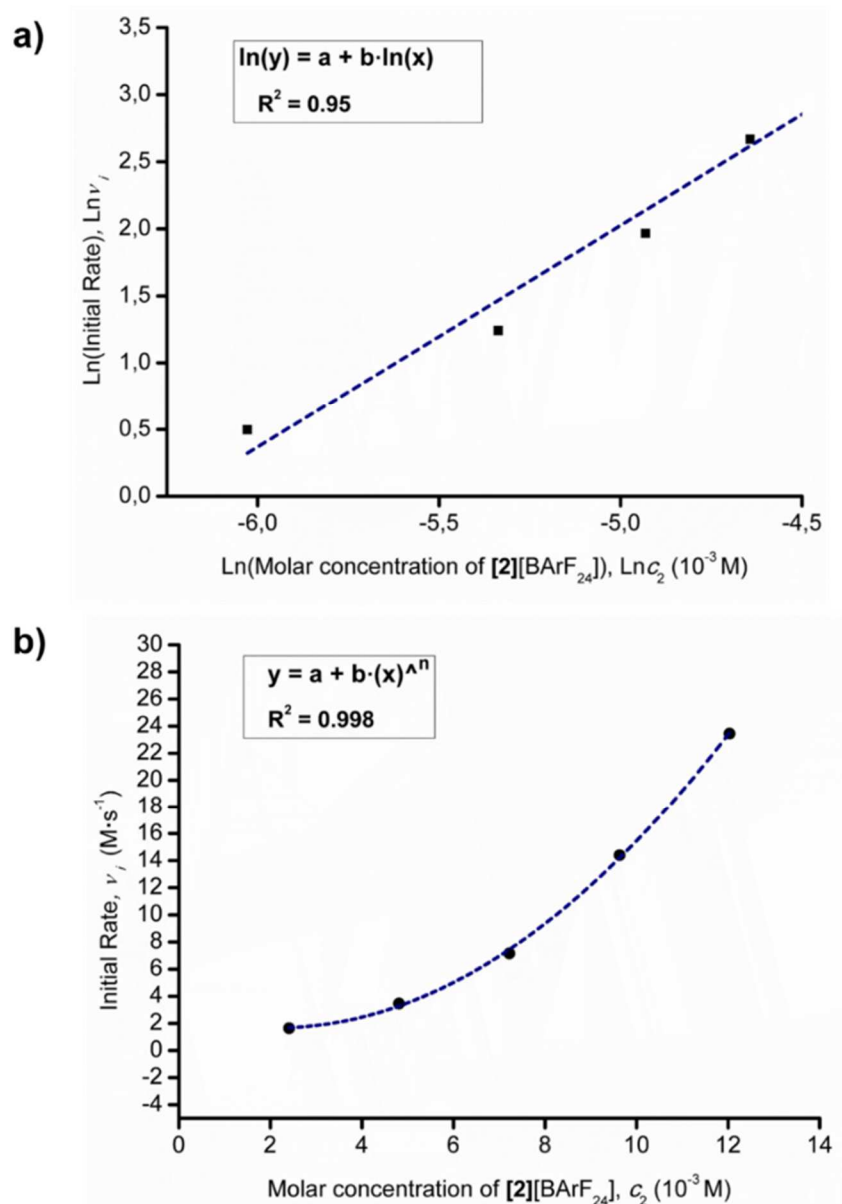 a)
ln(y) = a + b·ln(x)
R² = 0.95
Ln(Initial Rate), Lnν i
3,5
3,0
2,5
2,0
1,5
1,0
0,5
0,0
-6,0 -5,5 -5,0 -4,5
Ln(Molar concentration of [2][BArF₂₄]), Lnc₂ (10⁻³ M)
b)
y = a + b·(x)^ⁿ
R² = 0.998
Initial Rate, ν i (M·s⁻¹)
30
28
26
24
22
20
18
16
14
12
10
8
6
4
2
0
-2
-4
0 2 4 6 8 10 12 14
Molar concentration of [2][BArF₂₄], c₂ (10⁻³ M)